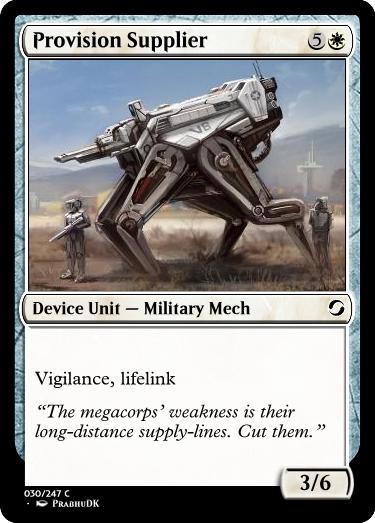 Provision Supplier 5
V6
Device Unit — Military Mech
Vigilance, lifelink
“The megacorps’ weakness is their
long-distance supply-lines. Cut them.”
3/6
030/247 C
· PrabhuDK